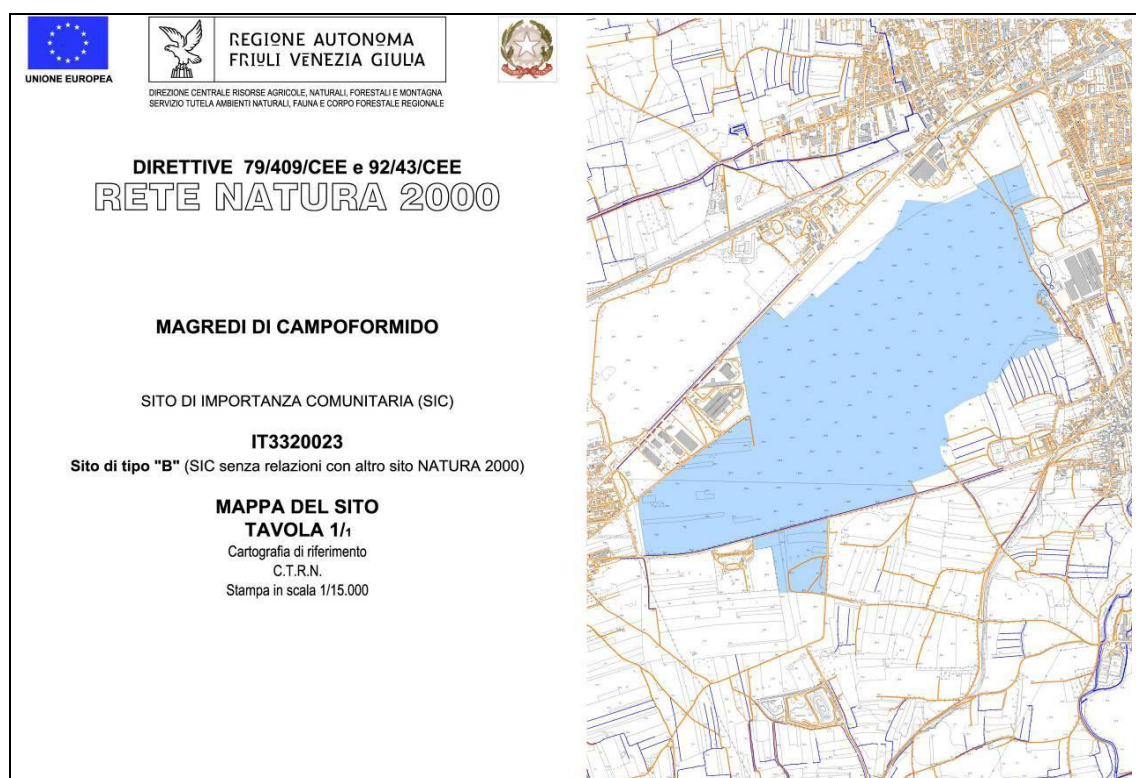 UNIONE EUROPEA
REGIONE AUTONOMA
FRIULI VENEZIA GIULIA
DIREZIONE CENTRALE RISORSE AGRICOLE, NATURALI, FORESTALI E MONTAGNA
SERVIZIO TUTELA AMBIENTI NATURALI, FAUNA E CORPO FORESTALE REGIONALE
DIRETTIVE 79/409/CEE e 92/43/CEE
RETE NATURA 2000
MAGREDI DI CAMPOFORMIDO
SITO DI IMPORTANZA COMUNITARIA (SIC)
IT3320023
Sito di tipo "B" (SIC senza relazioni con altro sito NATURA 2000)
MAPPA DEL SITO
TAVOLA 1/1
Cartografia di riferimento
C.T.R.N.
Stampa in scala 1/15.000